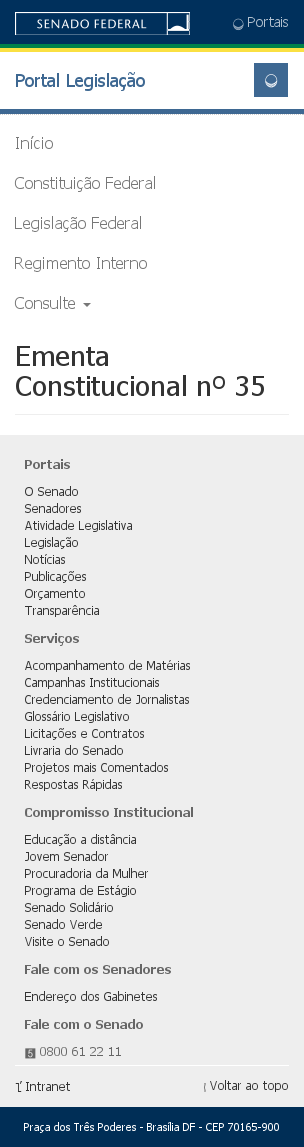 SENADO FEDERAL
Portais
Portal Legislação
Início
Constituição Federal
Legislação Federal
Regimento Interno
Consulte
Ementa
Constitucional nº 35
Portais
O Senado
Senadores
Atividade Legislativa
Legislação
Notícias
Publicações
Orçamento
Transparência
Serviços
Acompanhamento de Matérias
Campanhas Institucionais
Credenciamento de Jornalistas
Glossário Legislativo
Licitações e Contratos
Livraria do Senado
Projetos mais Comentados
Respostas Rápidas
Compromisso Institucional
Educação a distância
Jovem Senador
Procuradoria da Mulher
Programa de Estágio
Senado Solidário
Senado Verde
Visite o Senado
Fale com os Senadores
Endereço dos Gabinetes
Fale com o Senado
0800 61 22 11
Intranet
Voltar ao topo
Praça dos Três Poderes - Brasília DF - CEP 70165-900